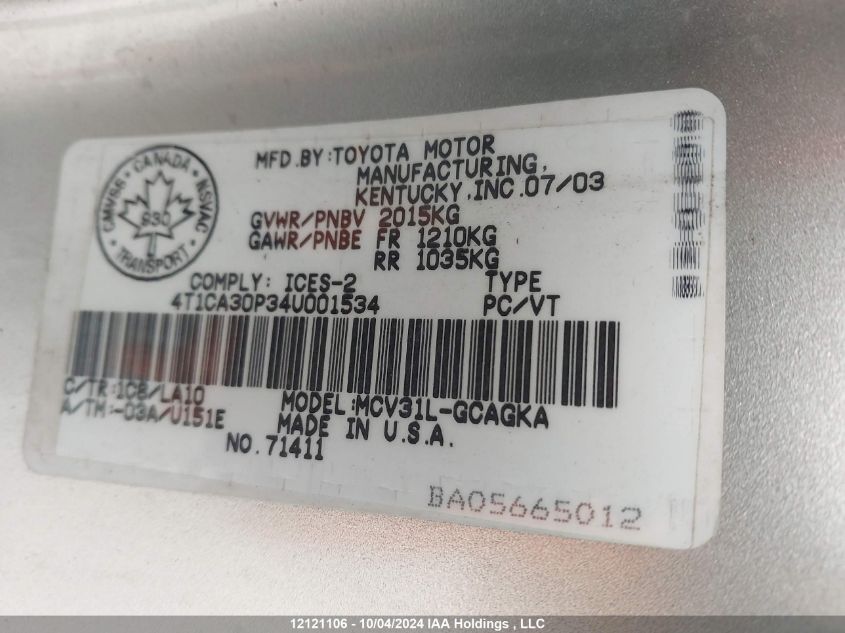 MFD.BY:TOYOTA MOTOR
MANUFACTURING,
KENTUCKY,INC.07/03
CANADA
CMVSS
NSVAC
930
TRANSPORT
GVWR/PNBV 2015KG
GAWR/PNBE FR 1210KG
RR 1035KG
COMPLY: ICES-2 TYPE
4T1CA30P34U001534 PC/VT
C/TR:1C8/LA10
A/TM:-03A/U151E MODEL:MCV31L-GCAGKA
MADE IN U.S.A.
NO.71411
BA05665012
12121106 - 10/04/2024 IAA Holdings , LLC